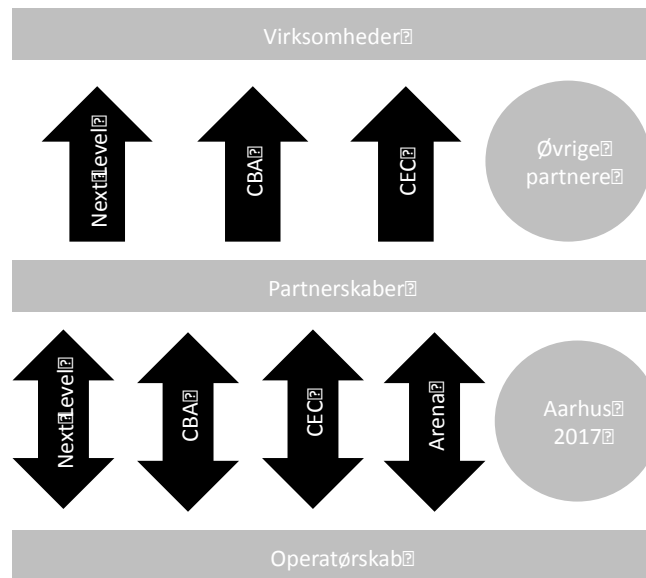 Virksomheder
Next Level
CBA
CEC
Øvrige
partnere
Partnerskaber
Next Level
CBA
CEC
Arena
Aarhus
2017
Operatørskab